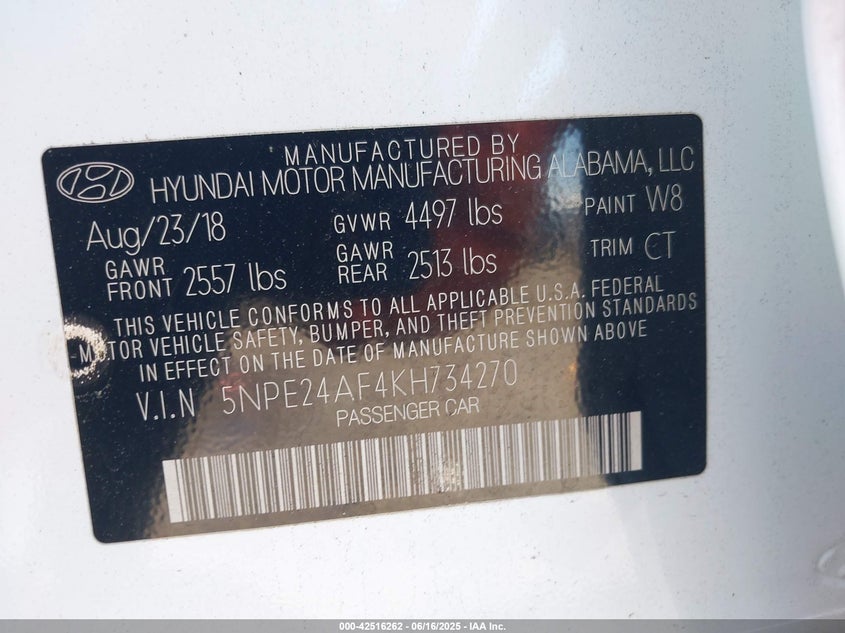 MANUFACTURED BY
HYUNDAI MOTOR MANUFACTURING ALABAMA, LLC
Aug/23/18 GVWR 4497 lbs PAINT W8
GAWR FRONT 2557 lbs GAWR REAR 2513 lbs TRIM CT
THIS VEHICLE CONFORMS TO ALL APPLICABLE U.S.A. FEDERAL
MOTOR VEHICLE SAFETY, BUMPER, AND THEFT PREVENTION STANDARDS
IN EFFECT ON THE DATE OF MANUFACTURE SHOWN ABOVE
V.I.N 5NPE24AF4KH734270
PASSENGER CAR
000-42516262 - 06/16/2025 - IAA Inc.